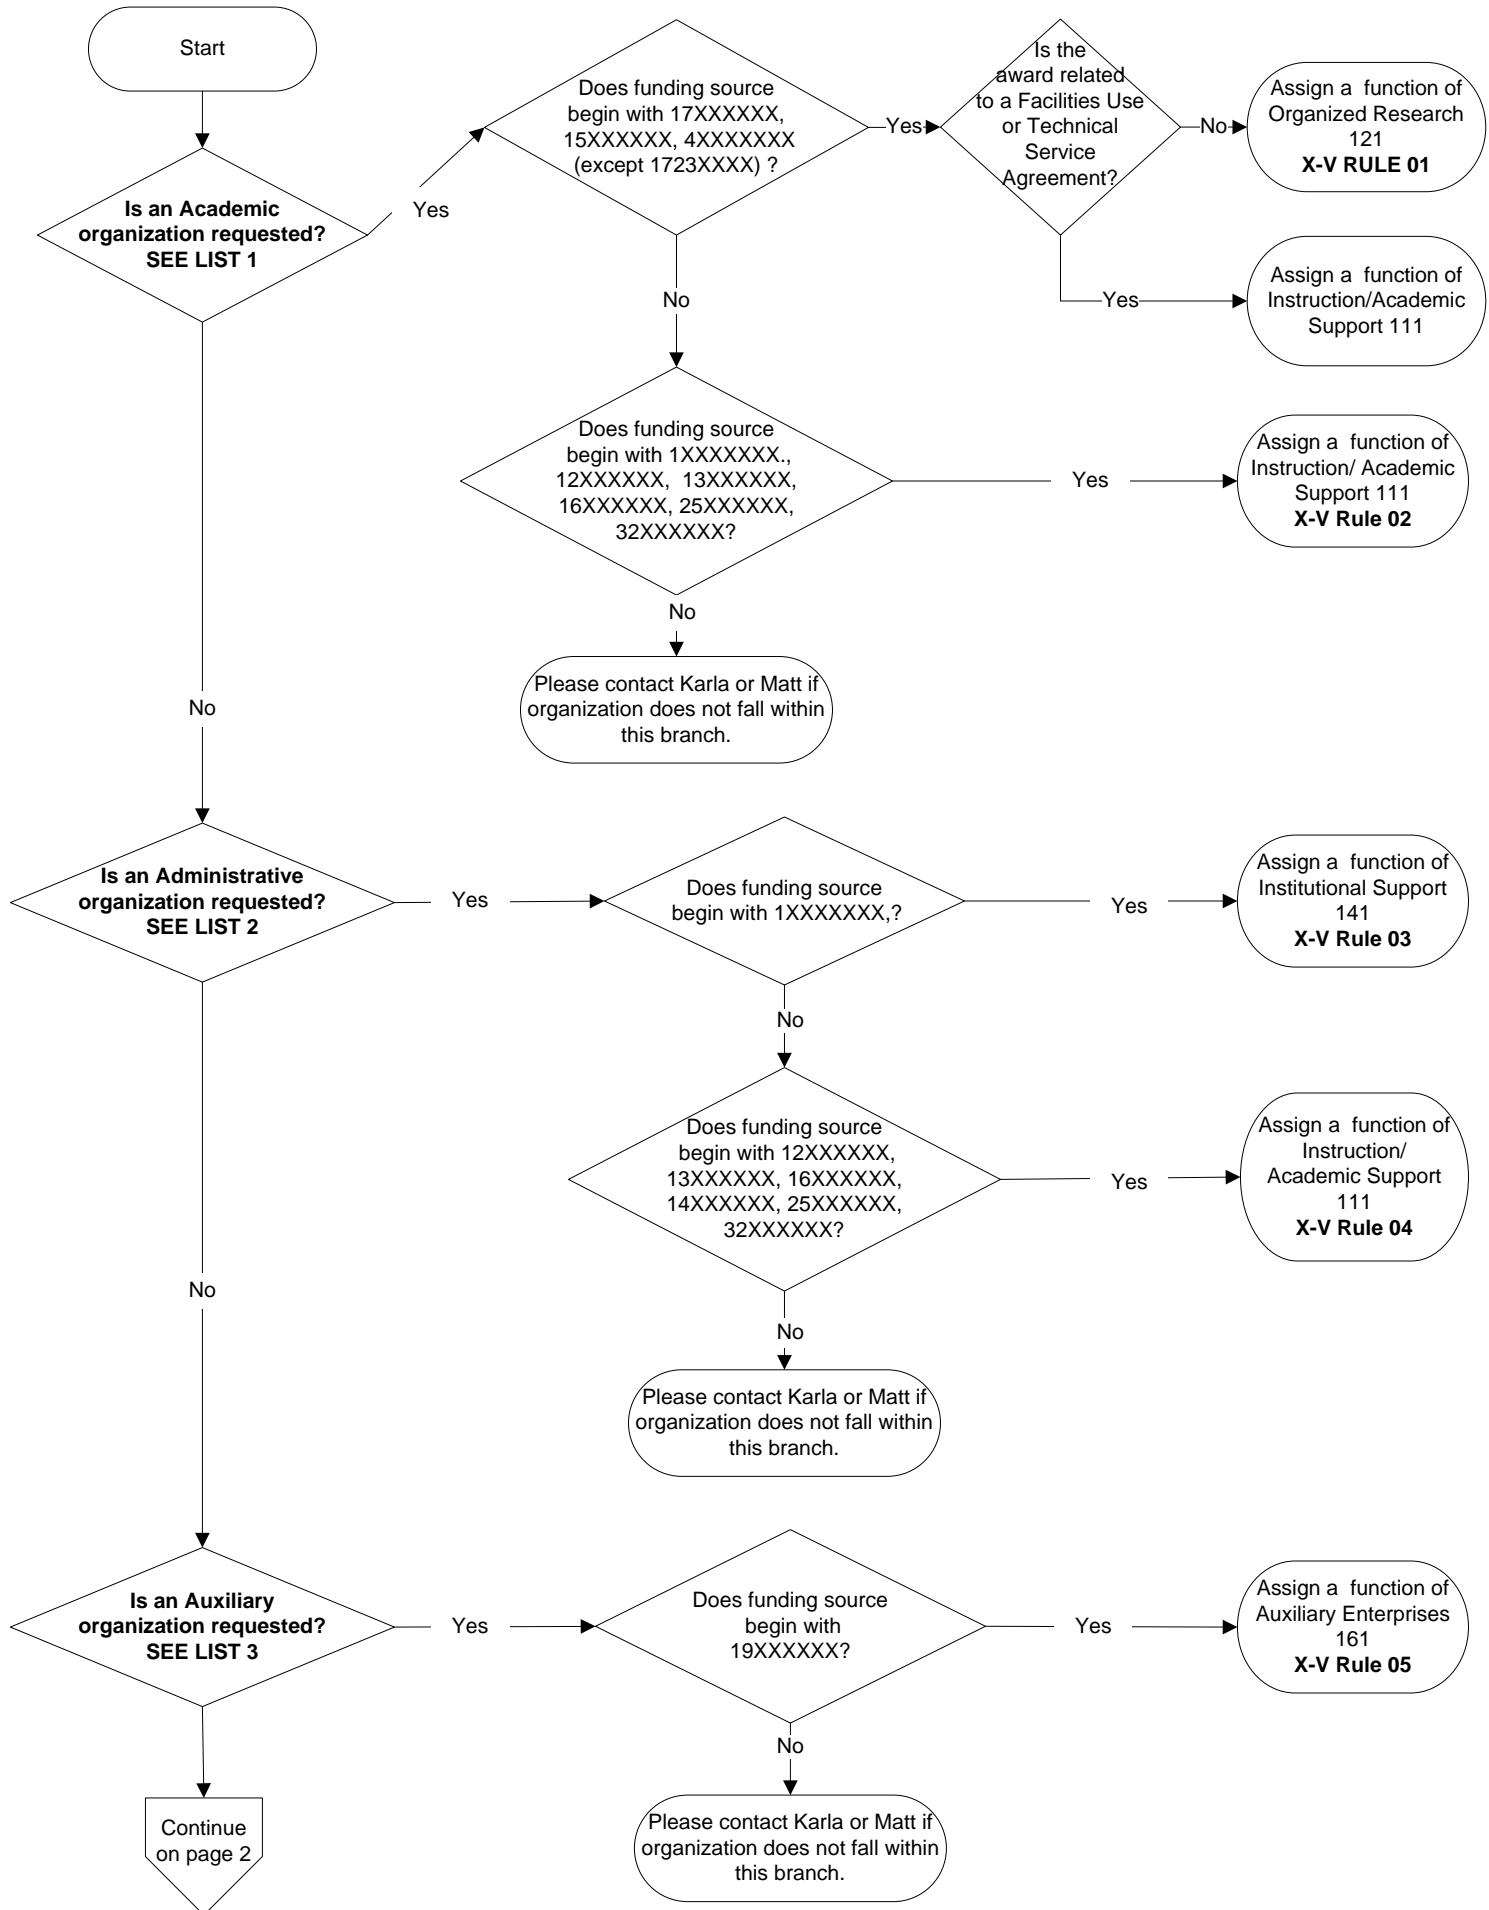 Start
Is an Academic
organization requested?
SEE LIST 1
Yes
Does funding source
begin with 17XXXXXX,
15XXXXXX, 4XXXXXXX
(except 1723XXXX) ?
Yes
Is the
award related
to a Facilities Use
or Technical
Service
Agreement?
No
Assign a function of
Organized Research
121
X-V RULE 01
Yes
Assign a function of
Instruction/Academic
Support 111
No
Does funding source
begin with 1XXXXXXX.,
12XXXXXX, 13XXXXXX,
16XXXXXX, 25XXXXXX,
32XXXXXX?
Yes
Assign a function of
Instruction/ Academic
Support 111
X-V Rule 02
No
Please contact Karla or Matt if
organization does not fall within
this branch.
No
Is an Administrative
organization requested?
SEE LIST 2
Yes
Does funding source
begin with 1XXXXXXX,?
Yes
Assign a function of
Institutional Support
141
X-V Rule 03
No
Does funding source
begin with 12XXXXXX,
13XXXXXX, 16XXXXXX,
14XXXXXX, 25XXXXXX,
32XXXXXX?
Yes
Assign a function of
Instruction/
Academic Support
111
X-V Rule 04
No
Please contact Karla or Matt if
organization does not fall within
this branch.
No
Is an Auxiliary
organization requested?
SEE LIST 3
Yes
Does funding source
begin with
19XXXXXX?
Yes
Assign a function of
Auxiliary Enterprises
161
X-V Rule 05
No
Please contact Karla or Matt if
organization does not fall within
this branch.
Continue
on page 2